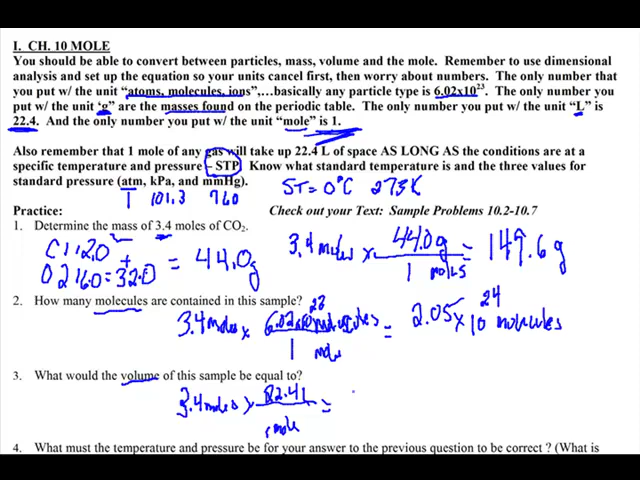 I. CH. 10 MOLE
You should be able to convert between particles, mass, volume and the mole. Remember to use dimensional
analysis and set up the equation so your units cancel first, then worry about numbers. The only number that
you put w/ the unit “atoms, molecules, ions”,…basically any particle type is 6.02x10²³. The only number you
put w/ the unit ‘g” are the masses found on the periodic table. The only number you put w/ the unit “L” is
22.4. And the only number you put w/ the unit “mole” is 1.
Also remember that 1 mole of any gas will take up 22.4 L of space AS LONG AS the conditions are at a
specific temperature and pressure – STP. Know what standard temperature is and the three values for
standard pressure (atm, kPa, and mmHg).
ST = 0°C 273K
1 101.3 760
Practice: Check out your Text: Sample Problems 10.2-10.7
1. Determine the mass of 3.4 moles of CO₂.
C 1 12.0 +
O 2 16.0 = 32.0 = 44.0g
3.4 moles x 44.0g = 149.6 g
1 moles
2. How many molecules are contained in this sample?
3.4 moles x 6.02x10²³ molecules = 2.05 x 10²⁴ molecules
1 mole
3. What would the volume of this sample be equal to?
3.4 moles x 22.4L =
1 mole
4. What must the temperature and pressure be for your answer to the previous question to be correct ? (What is